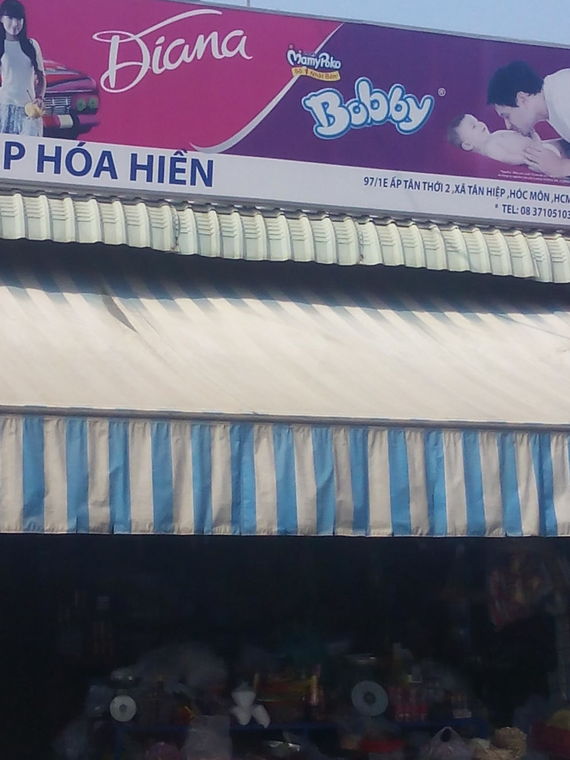 Diana
MamyPoko
Số 1 Nhật Bản!
Bobby®
P HÓA HIỀN
97/1E ẤP TÂN THỚI 2 ,XÃ TÂN HIỆP ,HÓC MÔN ,HCM
* TEL: 08 3710510